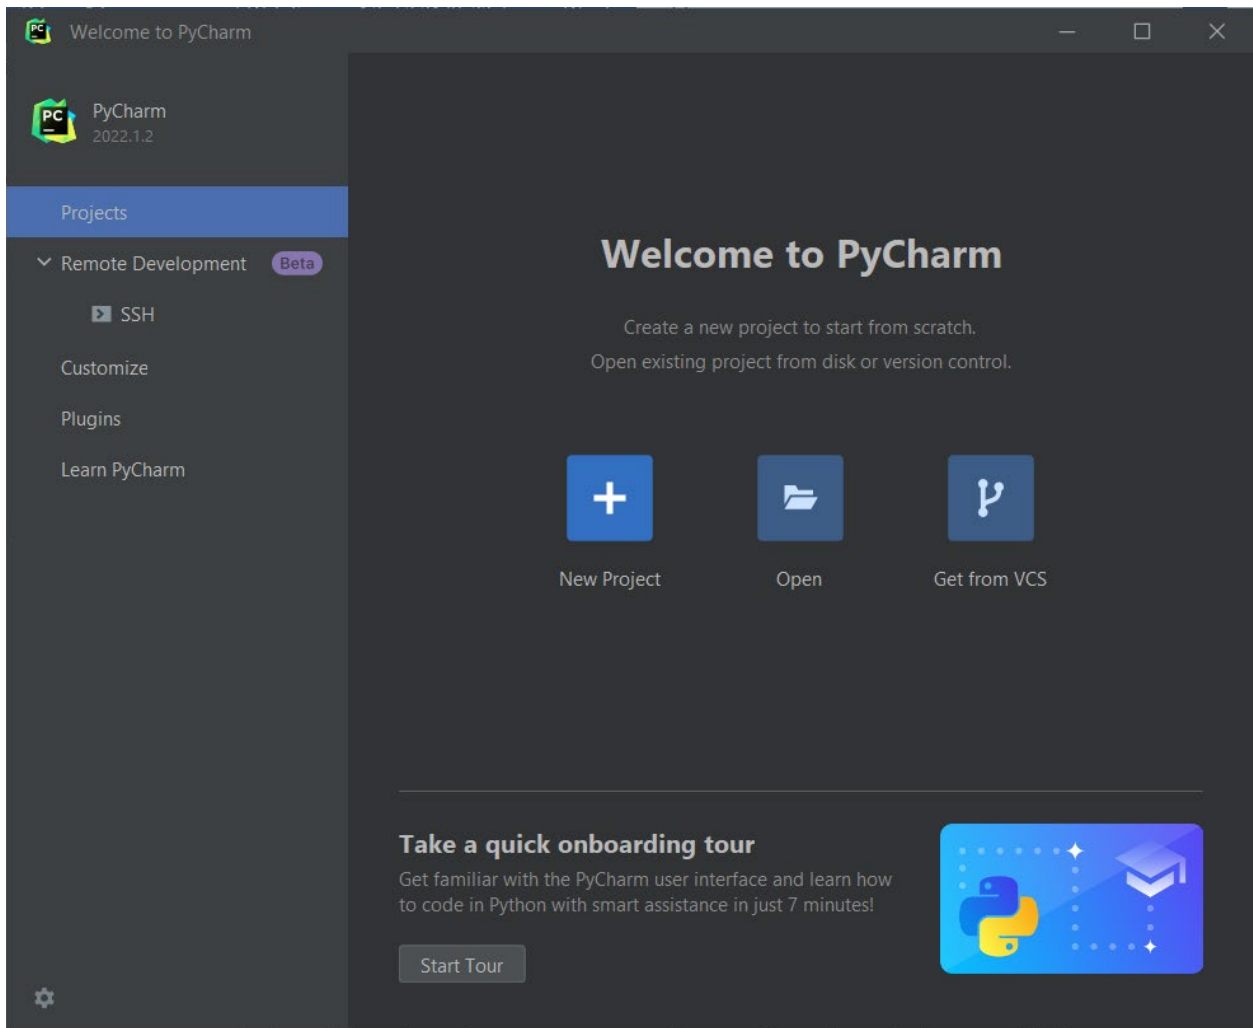 Welcome to PyCharm
PC
PyCharm
2022.1.2
Projects
Remote Development Beta
SSH
Customize
Plugins
Learn PyCharm
Welcome to PyCharm
Create a new project to start from scratch.
Open existing project from disk or version control.
New Project
Open
Get from VCS
Take a quick onboarding tour
Get familiar with the PyCharm user interface and learn how
to code in Python with smart assistance in just 7 minutes!
Start Tour